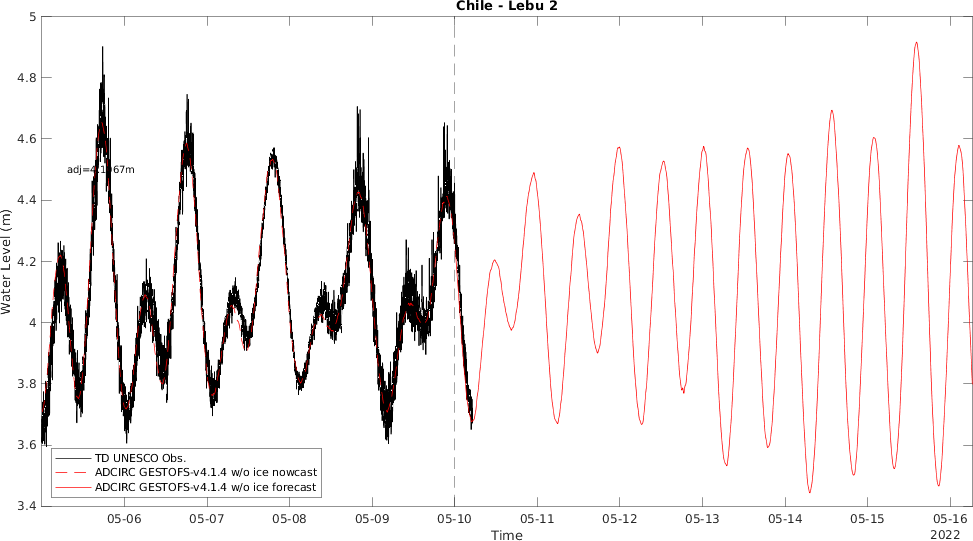 Chile - Lebu 2
5
4.8
4.6
4.4
4.2
4
3.8
3.6
3.4
Water Level (m)
adj=4.1967m
TD UNESCO Obs.
ADCIRC GESTOFS-v4.1.4 w/o ice nowcast
ADCIRC GESTOFS-v4.1.4 w/o ice forecast
05-06 05-07 05-08 05-09 05-10 05-11 05-12 05-13 05-14 05-15 05-16
Time
2022